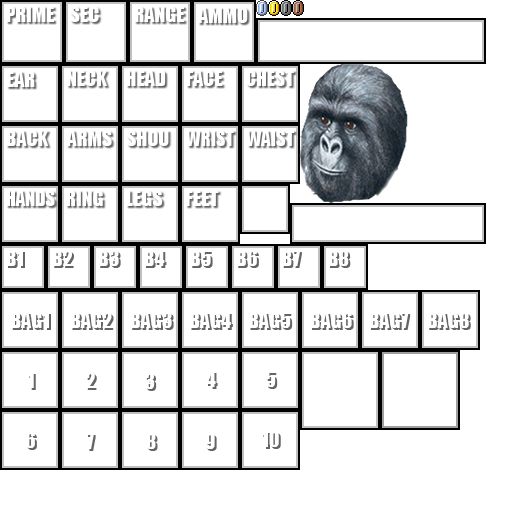 PRIME SEC RANGE AMMO
EAR NECK HEAD FACE CHEST
BACK ARMS SHOU WRIST WAIST
HANDS RING LEGS FEET
B1 B2 B3 B4 B5 B6 B7 B8
BAG1 BAG2 BAG3 BAG4 BAG5 BAG6 BAG7 BAG8
1 2 3 4 5
6 7 8 9 10